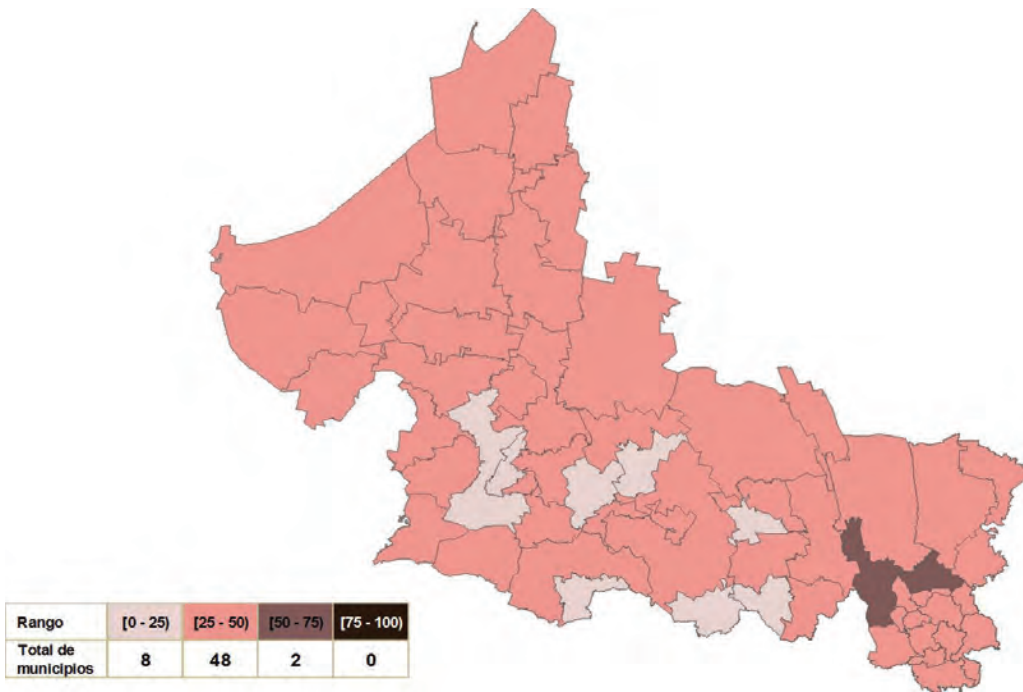 Rango [0 - 25) [25 - 50) [50 - 75) [75 - 100)
Total de municipios 8 48 2 0